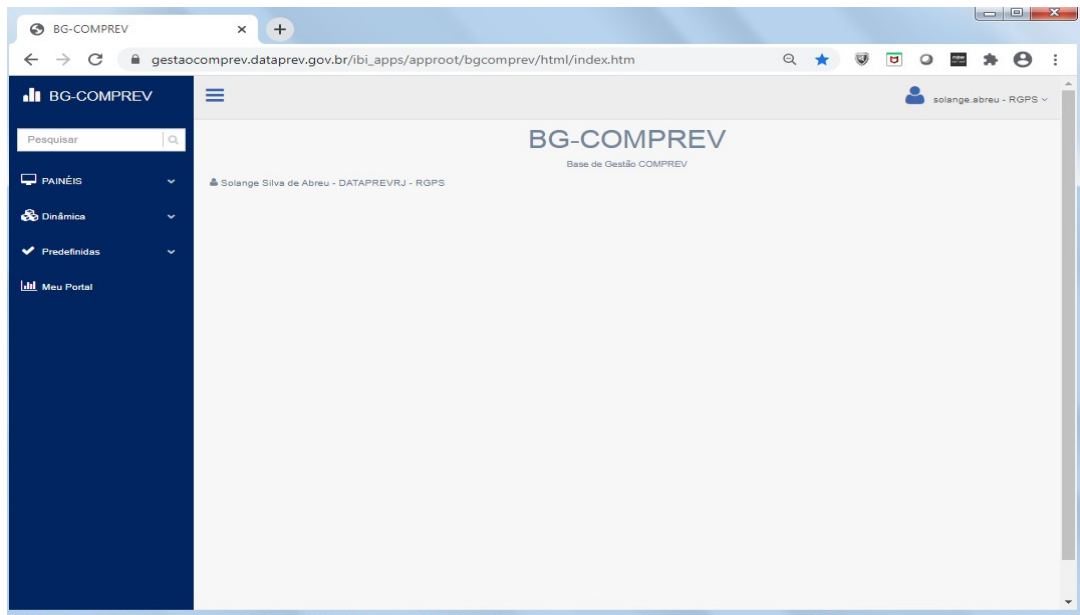 BG-COMPREV
gestaocomprev.dataprev.gov.br/ibi_apps/approot/bgcomprev/html/index.htm
BG-COMPREV
solange.abreu - RGPS
Pesquisar
BG-COMPREV
Base de Gestão COMPREV
PAINÉIS
Solange Silva de Abreu - DATAPREVRJ - RGPS
Dinâmica
Predefinidas
Meu Portal